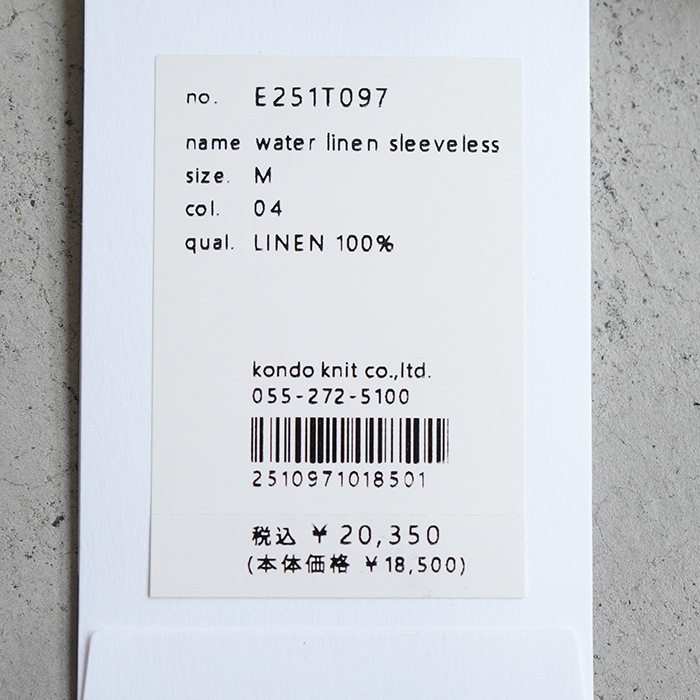 no. E251T097
name water linen sleeveless
size. M
col. 04
qual. LINEN 100%
kondo knit co.,ltd.
055-272-5100
2510971018501
税込 ¥ 20,350
(本体価格 ¥18,500)